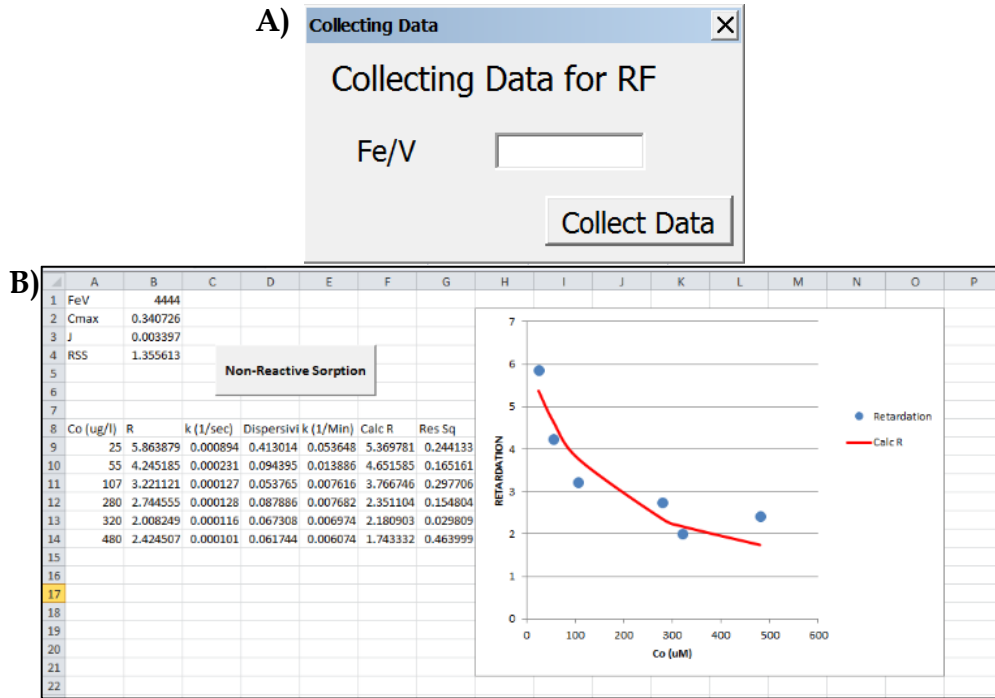 A)
Collecting Data
Collecting Data for RF
Fe/V
Collect Data
B)
A B C D E F G H I J K L M N O P
1 FeV 4444
2 Cmax 0.340726
3 J 0.003397
4 RSS 1.355613
5
Non-Reactive Sorption
6
7
8 Co (ug/l) R k (1/sec) Dispersivi k (1/Min) Calc R Res Sq
9 25 5.863879 0.000894 0.413014 0.053648 5.369781 0.244133
10 55 4.245185 0.000231 0.094395 0.013886 4.651585 0.165161
11 107 3.221121 0.000127 0.053765 0.007616 3.766746 0.297706
12 280 2.744555 0.000128 0.087886 0.007682 2.351104 0.154804
13 320 2.008249 0.000116 0.067308 0.006974 2.180903 0.029809
14 480 2.424507 0.000101 0.061744 0.006074 1.743332 0.463999
15
16
17
18
19
20
21
22
7
6
5
4
3
2
1
0
RETARDATION
0 100 200 300 400 500 600
Co (uM)
Retardation
Calc R